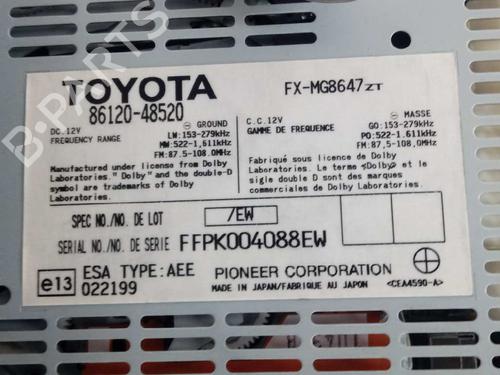 B-PARTS
TOYOTA
86120-48520
FX-MG8647ZT
DC.12V
GROUND
FREQUENCY RANGE
LW:153-279kHz
MW:522-1,611kHz
FM:87.5-108.0MHz
C.C.12V
MASSE
GAMME DE FREQUENCE
GO:153-279kHz
PO:522-1,611kHz
FM:87,5-108,0MHz
Manufactured under license from Dolby
Laboratories." Dolby" and the double-D
symbol are trademarks of Dolby
Laboratories.
Fabriqué sous licence de Dolby
Laboratories. Le terme «Dolby» et le
sigle double D sont des marques
commerciales de Dolby Laboratories.
SPEC NO./NO. DE LOT
/EW
SERIAL NO./NO. DE SERIE FFPK004088EW
e13
ESA TYPE:AEE
022199
PIONEER CORPORATION
MADE IN JAPAN/FABRIQUE AU JAPON
<CEA4590-A>